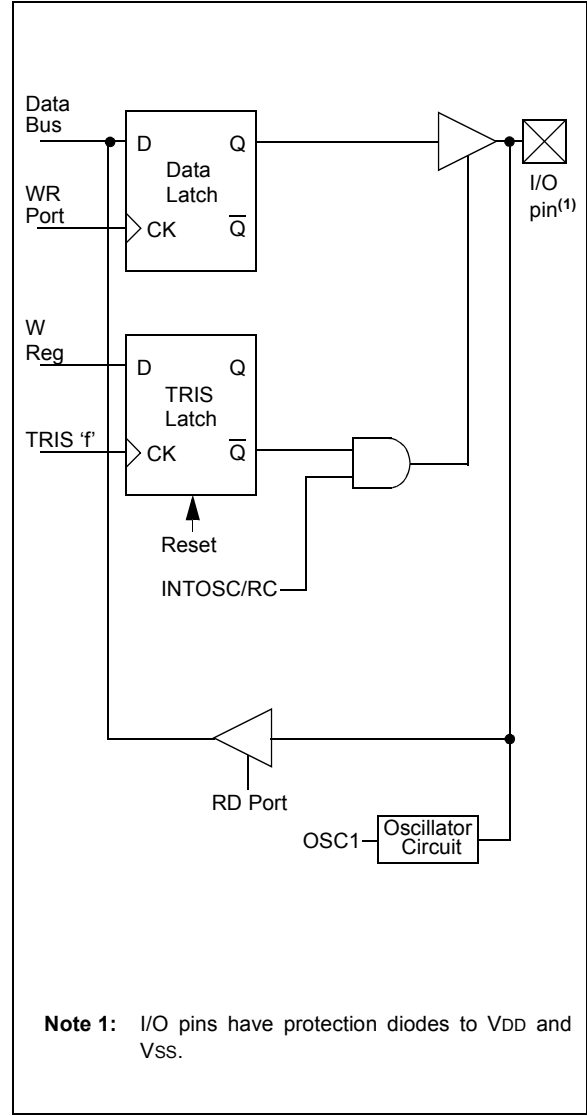 Data
Bus
D
Q
Data
Latch
WR
Port
CK
Q̅
I/O
pin(1)
W
Reg
D
Q
TRIS
Latch
TRIS 'f'
CK
Q̅
Reset
INTOSC/RC
RD Port
OSC1
Oscillator
Circuit
Note 1: I/O pins have protection diodes to VDD and
VSS.